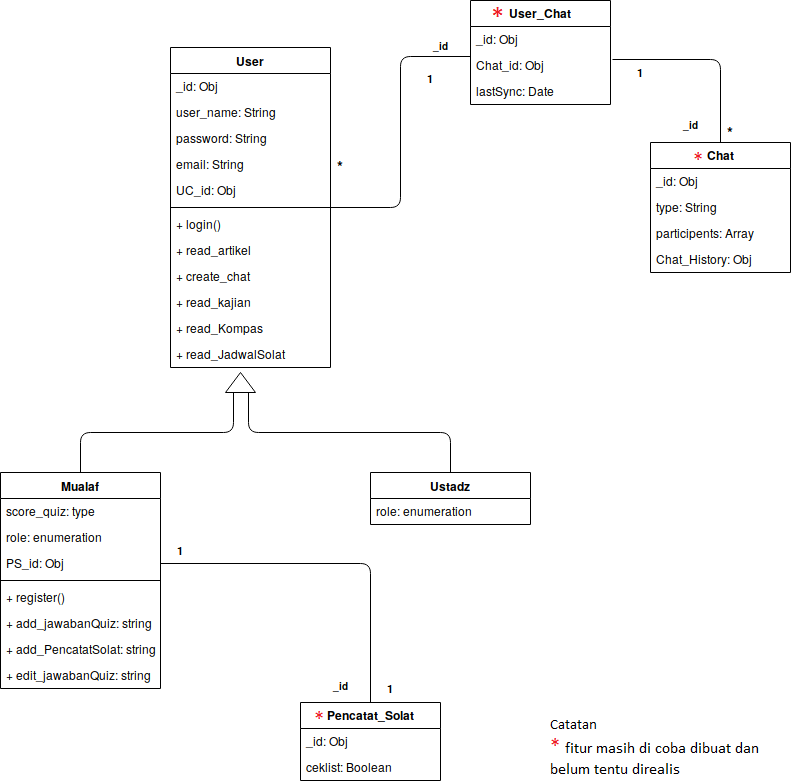 * User_Chat
_id: Obj
Chat_id: Obj
lastSync: Date
_id
1
*
User
_id: Obj
user_name: String
password: String
email: String
UC_id: Obj
+ login()
+ read_artikel
+ create_chat
+ read_kajian
+ read_Kompas
+ read_JadwalSolat
1
_id
*
* Chat
_id: Obj
type: String
participents: Array
Chat_History: Obj
Mualaf
score_quiz: type
role: enumeration
PS_id: Obj
+ register()
+ add_jawabanQuiz: string
+ add_PencatatSolat: string
+ edit_jawabanQuiz: string
Ustadz
role: enumeration
1
_id
1
* Pencatat_Solat
_id: Obj
ceklist: Boolean
Catatan
* fitur masih di coba dibuat dan
belum tentu direalis